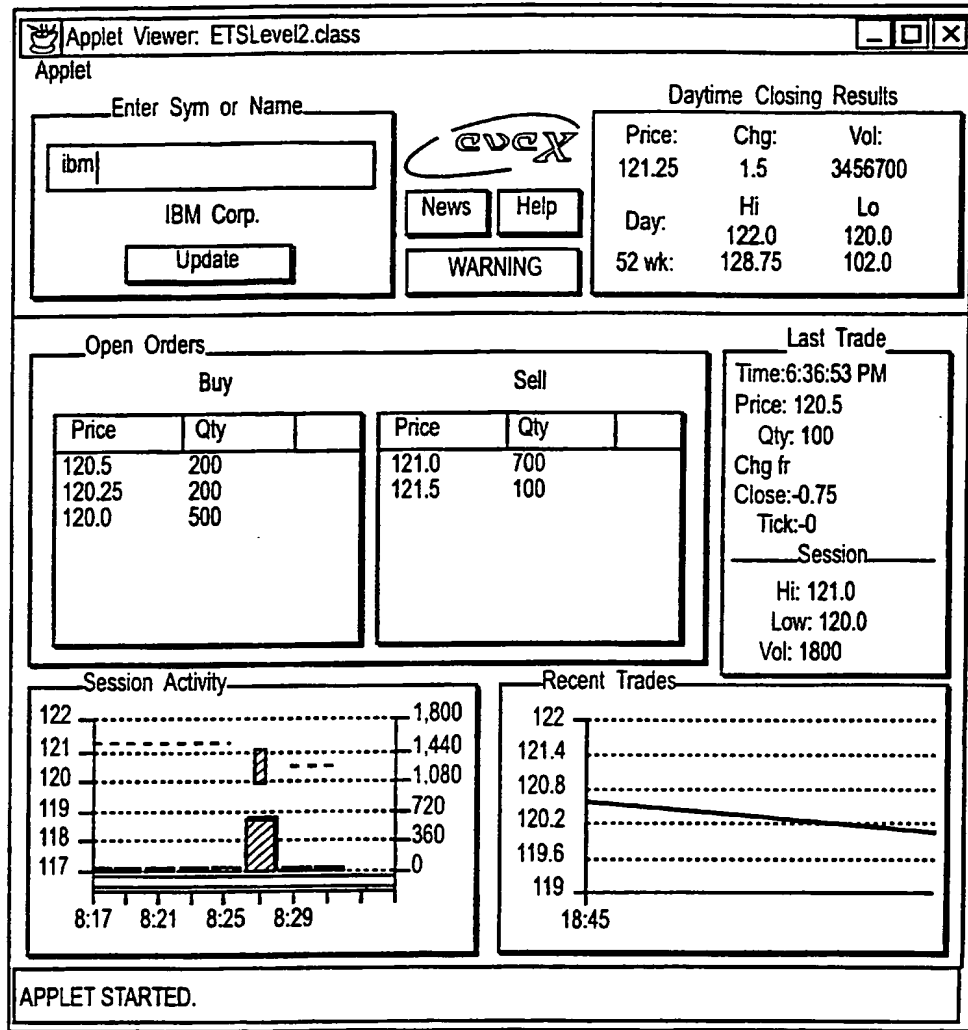 Applet Viewer: ETSLevel2.class
Applet
Enter Sym or Name
ibm
IBM Corp.
Update
evex
News
Help
WARNING
Daytime Closing Results
Price: Chg: Vol:
121.25 1.5 3456700
Hi Lo
Day: 122.0 120.0
52 wk: 128.75 102.0
Open Orders
Buy
Price Qty
120.5 200
120.25 200
120.0 500
Sell
Price Qty
121.0 700
121.5 100
Last Trade
Time:6:36:53 PM
Price: 120.5
Qty: 100
Chg fr
Close:-0.75
Tick:-0
Session
Hi: 121.0
Low: 120.0
Vol: 1800
Session Activity
122 1,800
121 1,440
120 1,080
119 720
118 360
117 0
8:17 8:21 8:25 8:29
Recent Trades
122
121.4
120.8
120.2
119.6
119
18:45
APPLET STARTED.